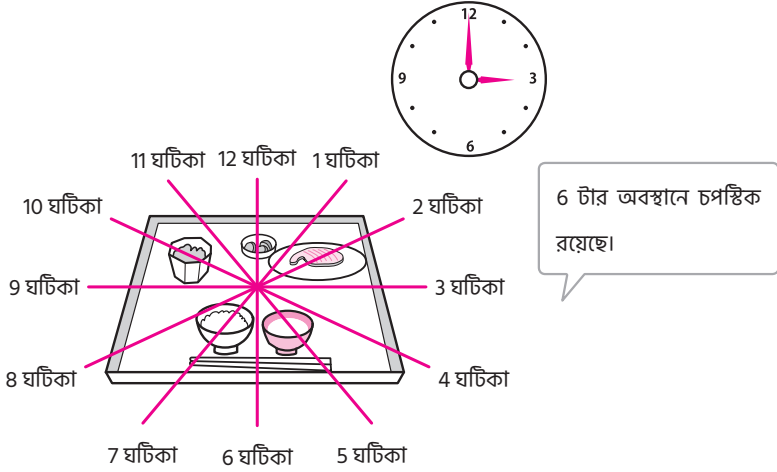 12
9
3
6
11 ঘটিকা
12 ঘটিকা
1 ঘটিকা
10 ঘটিকা
2 ঘটিকা
6 টার অবস্থানে চপস্টিক
রয়েছে।
9 ঘটিকা
3 ঘটিকা
8 ঘটিকা
4 ঘটিকা
7 ঘটিকা
6 ঘটিকা
5 ঘটিকা